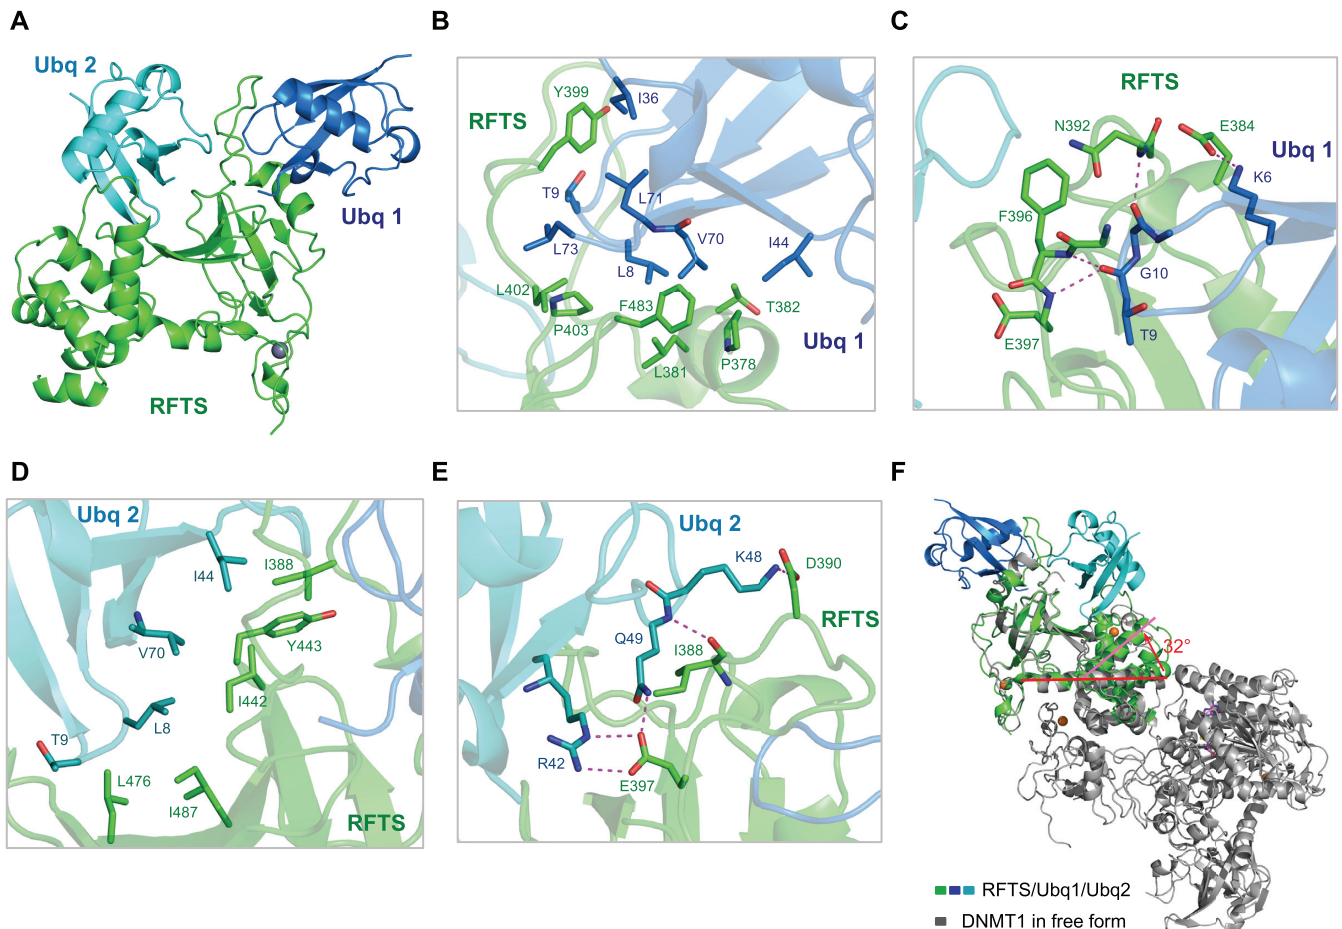 A
Ubq 2
Ubq 1
RFTS
B
Y399
I36
RFTS
T9
L71
L73
V70
I44
L8
L402
F483
T382
P403
Ubq 1
L381
P378
C
RFTS
N392
E384
Ubq 1
K6
F396
G10
E397
T9
D
Ubq 2
I44
I388
V70
Y443
I442
L8
T9
L476
I487
RFTS
E
Ubq 2
K48
D390
RFTS
Q49
I388
R42
E397
F
32°
RFTS/Ubq1/Ubq2
DNMT1 in free form